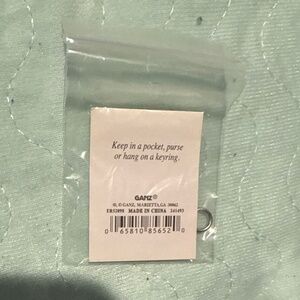 Keep in a pocket, purse
or hang on a keyring.
GANZ®
®, © GANZ, MARIETTA, GA 30062
ER52098 MADE IN CHINA 241493
0 65810 85652 0